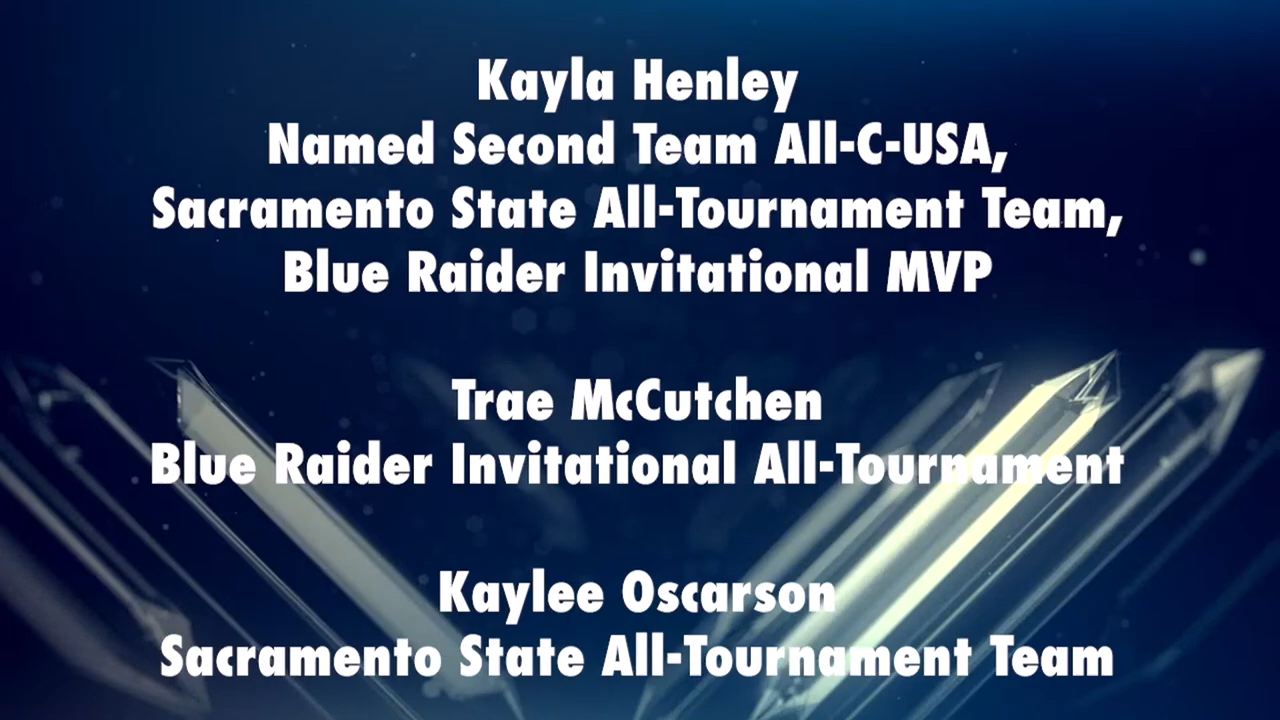 Kayla Henley
Named Second Team All-C-USA,
Sacramento State All-Tournament Team,
Blue Raider Invitational MVP
Trae McCutchen
Blue Raider Invitational All-Tournament
Kaylee Oscarson
Sacramento State All-Tournament Team